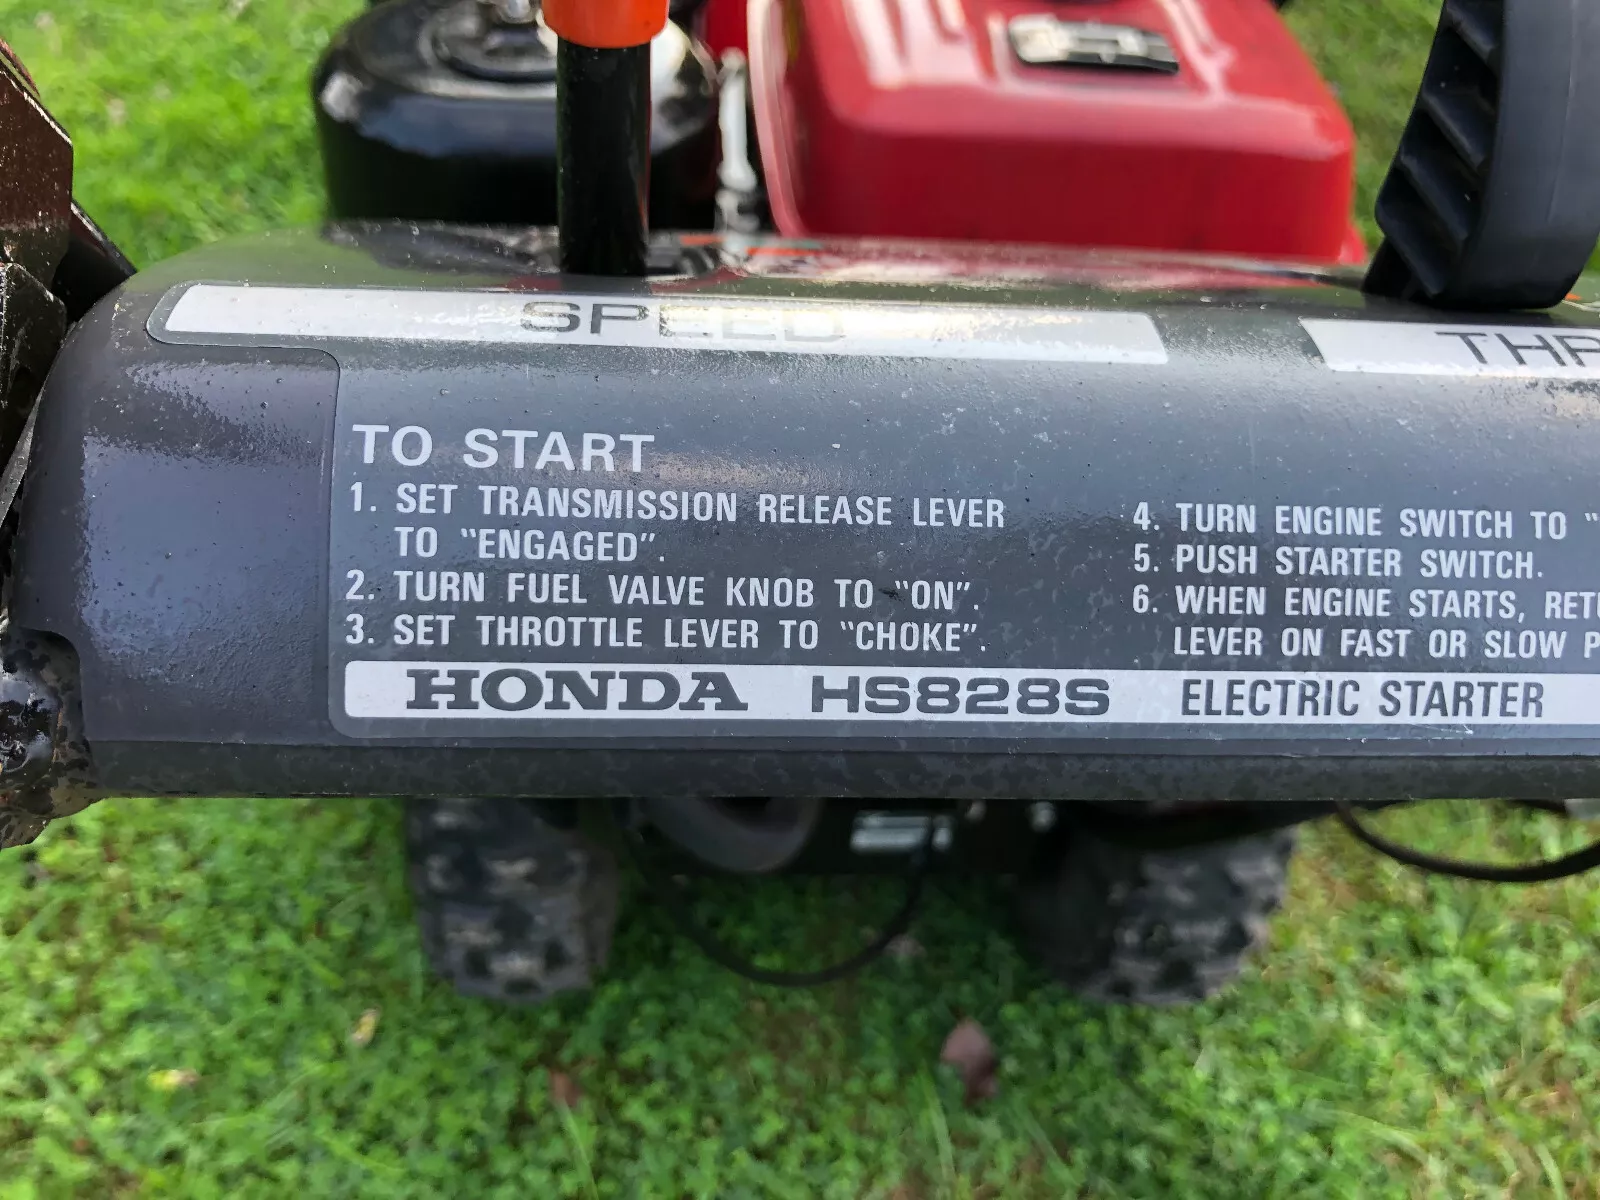 SPEED
TO START
1. SET TRANSMISSION RELEASE LEVER
TO "ENGAGED".
2. TURN FUEL VALVE KNOB TO "ON".
3. SET THROTTLE LEVER TO "CHOKE".
4. TURN ENGINE SWITCH TO "
5. PUSH STARTER SWITCH.
6. WHEN ENGINE STARTS,
LEVER ON FAST OR SLOW
HONDA HS828S ELECTRIC STARTER